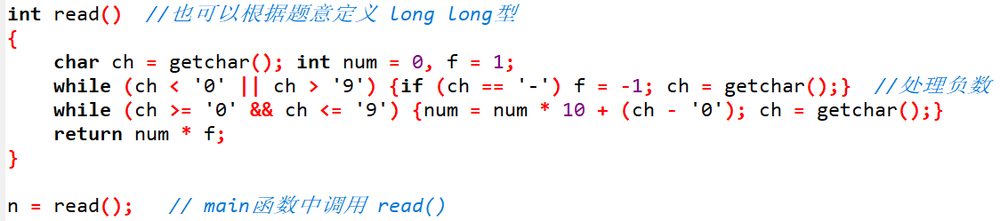 int read()  //也可以根据题意定义 long long型
{
    char ch = getchar(); int num = 0, f = 1;
    while (ch < '0' || ch > '9') {if (ch == '-') f = -1; ch = getchar();}  //处理负数
    while (ch >= '0' && ch <= '9') {num = num * 10 + (ch - '0'); ch = getchar();}
    return num * f;
}
n = read();   // main函数中调用 read()